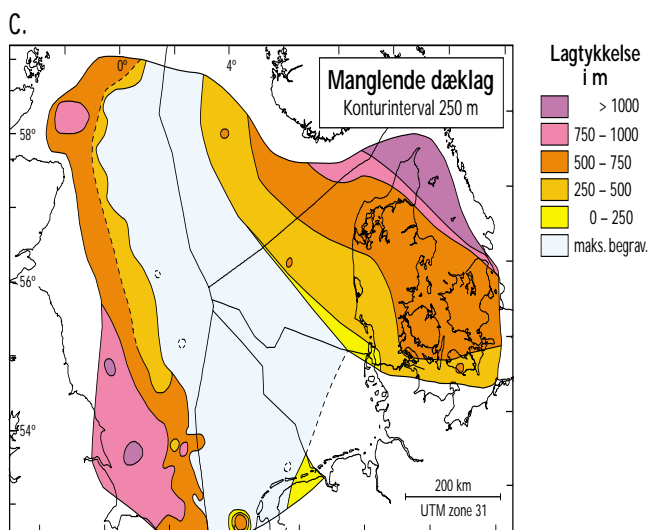 C.
0°
4°
Manglende dæklag
Konturinterval 250 m
58°
56°
54°
200 km
UTM zone 31
Lagtykkelse
i m
> 1000
750 – 1000
500 – 750
250 – 500
0 – 250
maks. begrav.